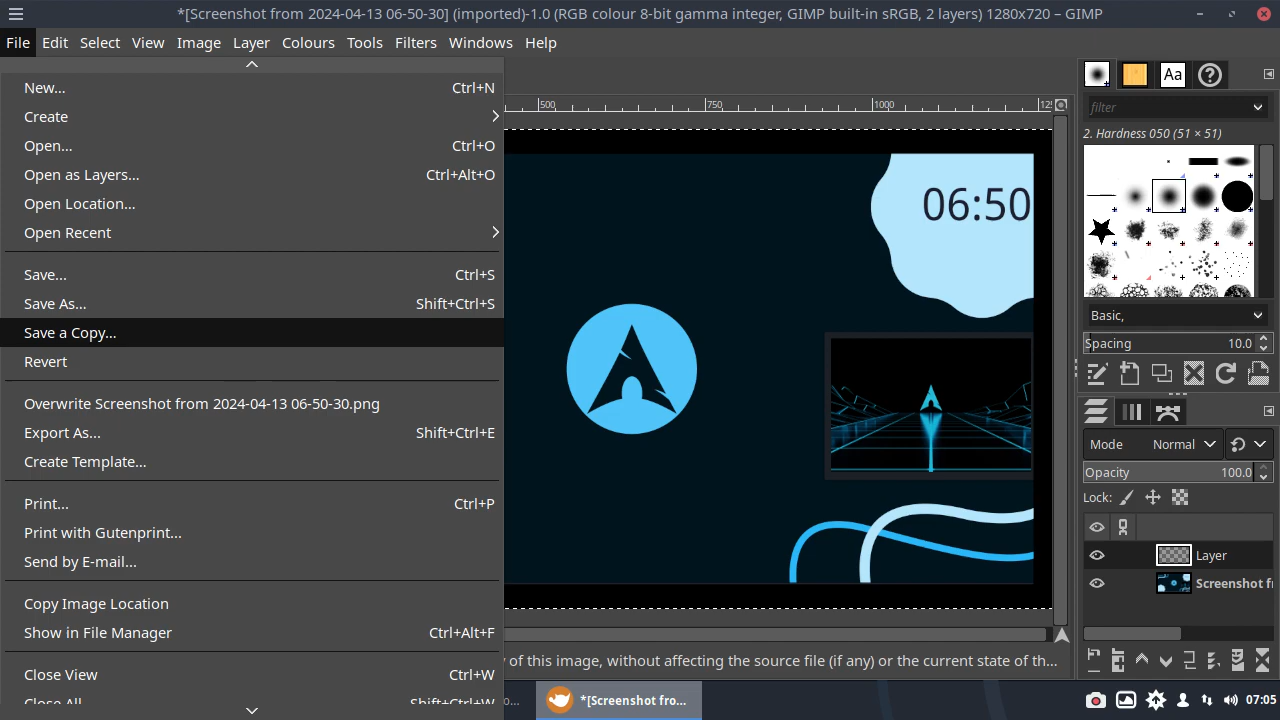 *[Screenshot from 2024-04-13 06-50-30] (imported)-1.0 (RGB colour 8-bit gamma integer, GIMP built-in sRGB, 2 layers) 1280x720 – GIMP
File Edit Select View Image Layer Colours Tools Filters Windows Help
New... Ctrl+N
Create
Open... Ctrl+O
Open as Layers... Ctrl+Alt+O
Open Location...
Open Recent
Save... Ctrl+S
Save As... Shift+Ctrl+S
Save a Copy...
Revert
Overwrite Screenshot from 2024-04-13 06-50-30.png
Export As... Shift+Ctrl+E
Create Template...
Print... Ctrl+P
Print with Gutenprint...
Send by E-mail...
Copy Image Location
Show in File Manager Ctrl+Alt+F
Close View Ctrl+W
Close All Shift+Ctrl+W
500 750 1000 125
06:50
Aa
filter
2. Hardness 050 (51 × 51)
Basic,
Spacing 10.0
Mode Normal
Opacity 100.0
Lock:
Layer
Screenshot fr
y of this image, without affecting the source file (if any) or the current state of th...
o...
*[Screenshot fro...
07:05